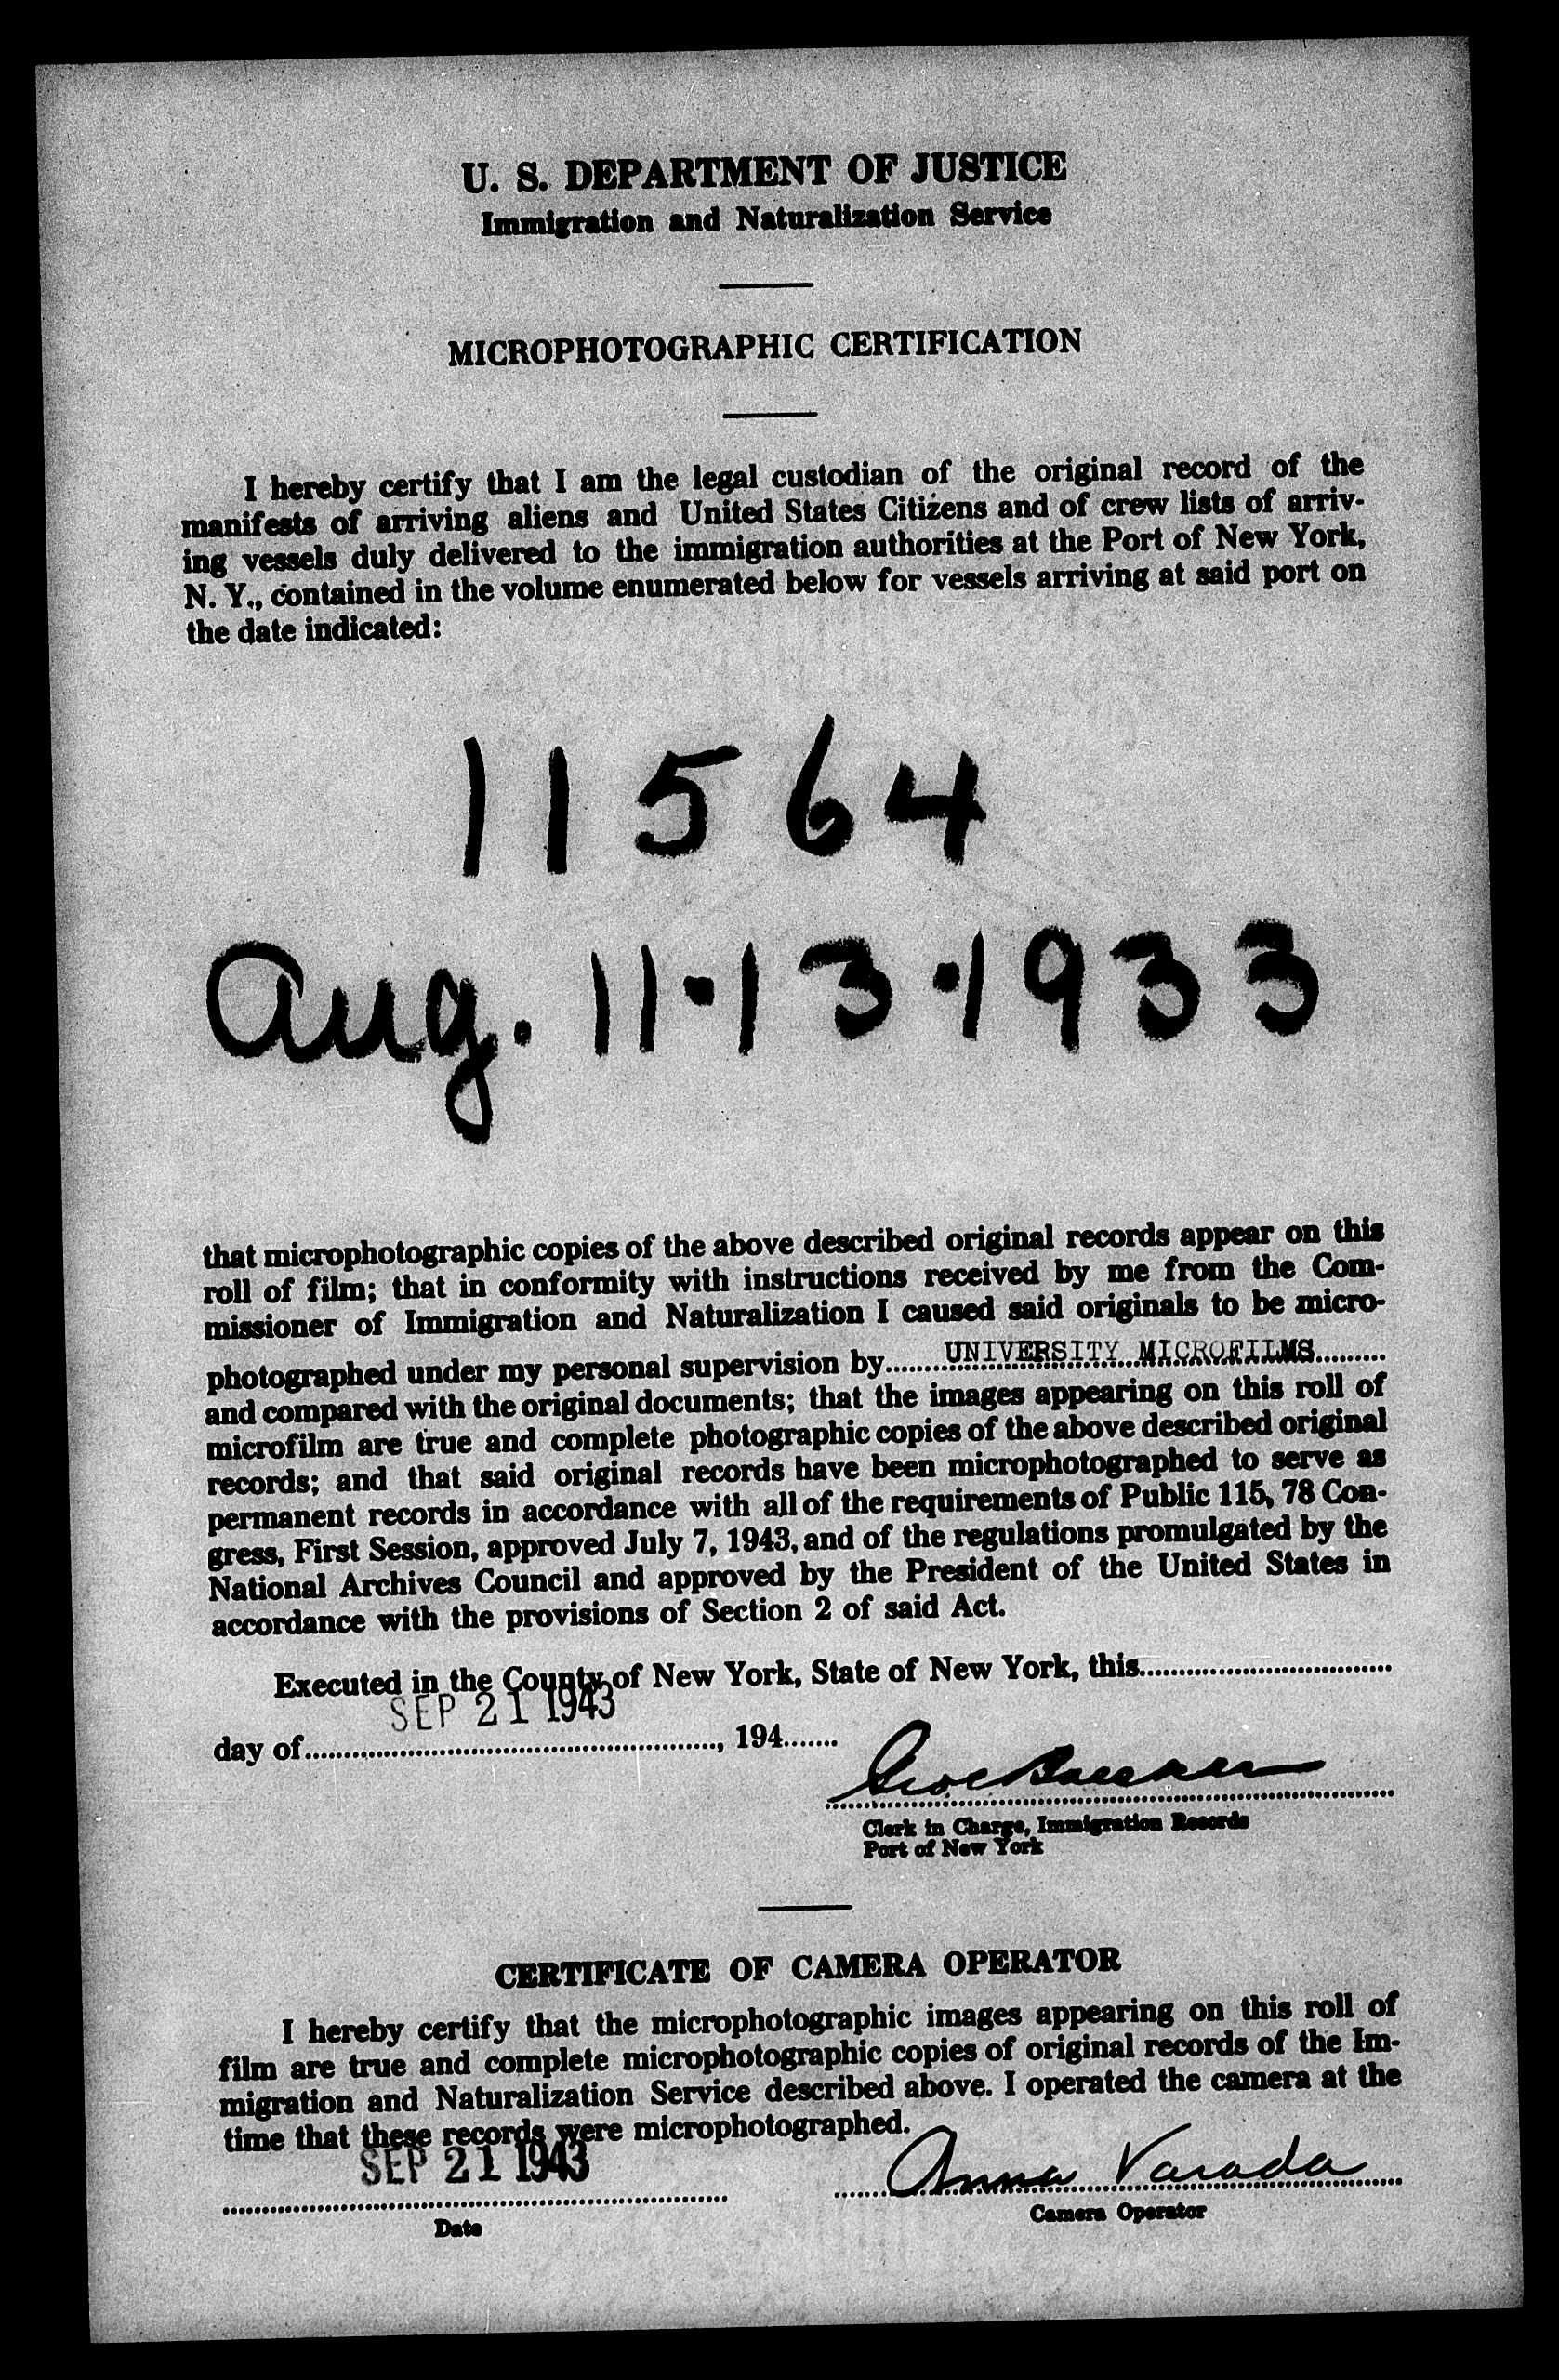 U. S. DEPARTMENT OF JUSTICE
Immigration and Naturalization Service
MICROPHOTOGRAPHIC CERTIFICATION
I hereby certify that I am the legal custodian of the original record of the
manifests of arriving aliens and United States Citizens and of crew lists of arriv-
ing vessels duly delivered to the immigration authorities at the Port of New York,
N. Y., contained in the volume enumerated below for vessels arriving at said port on
the date indicated:
11564
Aug. 11-13-1933
that microphotographic copies of the above described original records appear on this
roll of film; that in conformity with instructions received by me from the Com-
missioner of Immigration and Naturalization I caused said originals to be micro-
photographed under my personal supervision by........UNIVERSITY MICROFILMS..........
and compared with the original documents; that the images appearing on this roll of
microfilm are true and complete photographic copies of the above described original
records; and that said original records have been microphotographed to serve as
permanent records in accordance with all of the requirements of Public 115, 78 Con-
gress, First Session, approved July 7, 1943, and of the regulations promulgated by the
National Archives Council and approved by the President of the United States in
accordance with the provisions of Section 2 of said Act.
Executed in the County of New York, State of New York, this................................
SEP 21 1943
day of....................................................., 194.......
Clerk in Charge, Immigration Records
Port of New York
CERTIFICATE OF CAMERA OPERATOR
I hereby certify that the microphotographic images appearing on this roll of
film are true and complete microphotographic copies of original records of the Im-
migration and Naturalization Service described above. I operated the camera at the
time that these records were microphotographed.
SEP 21 1943
Anna Varada
Date
Camera Operator